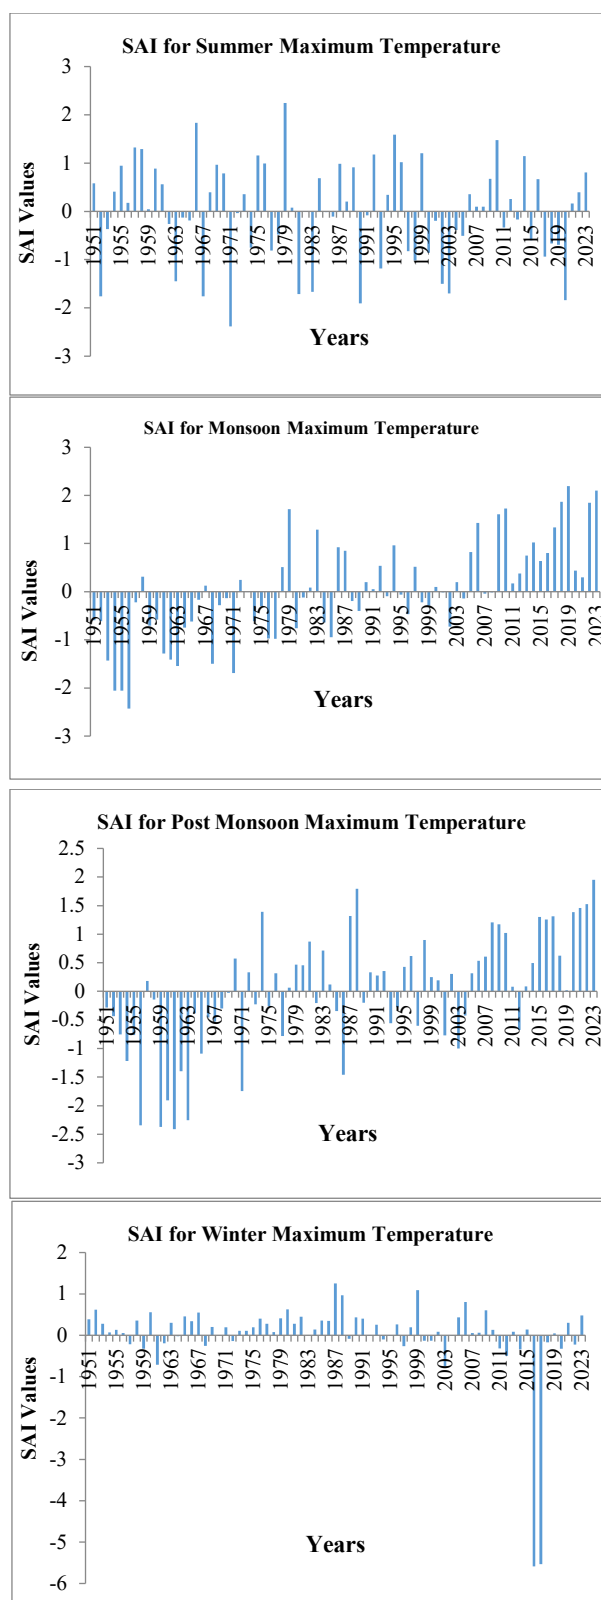 SAI for Summer Maximum Temperature
3
2
1
0
-1
-2
-3
SAI Values
1951 1955 1959 1963 1967 1971 1975 1979 1983 1987 1991 1995 1999 2003 2007 2011 2015 2019 2023
Years
SAI for Monsoon Maximum Temperature
3
2
1
0
-1
-2
-3
SAI Values
1951 1955 1959 1963 1967 1971 1975 1979 1983 1987 1991 1995 1999 2003 2007 2011 2015 2019 2023
Years
SAI for Post Monsoon Maximum Temperature
2.5
2
1.5
1
0.5
0
-0.5
-1
-1.5
-2
-2.5
-3
SAI Values
1951 1955 1959 1963 1967 1971 1975 1979 1983 1987 1991 1995 1999 2003 2007 2011 2015 2019 2023
Years
SAI for Winter Maximum Temperature
2
1
0
-1
-2
-3
-4
-5
-6
SAI Values
1951 1955 1959 1963 1967 1971 1975 1979 1983 1987 1991 1995 1999 2003 2007 2011 2015 2019 2023
Years